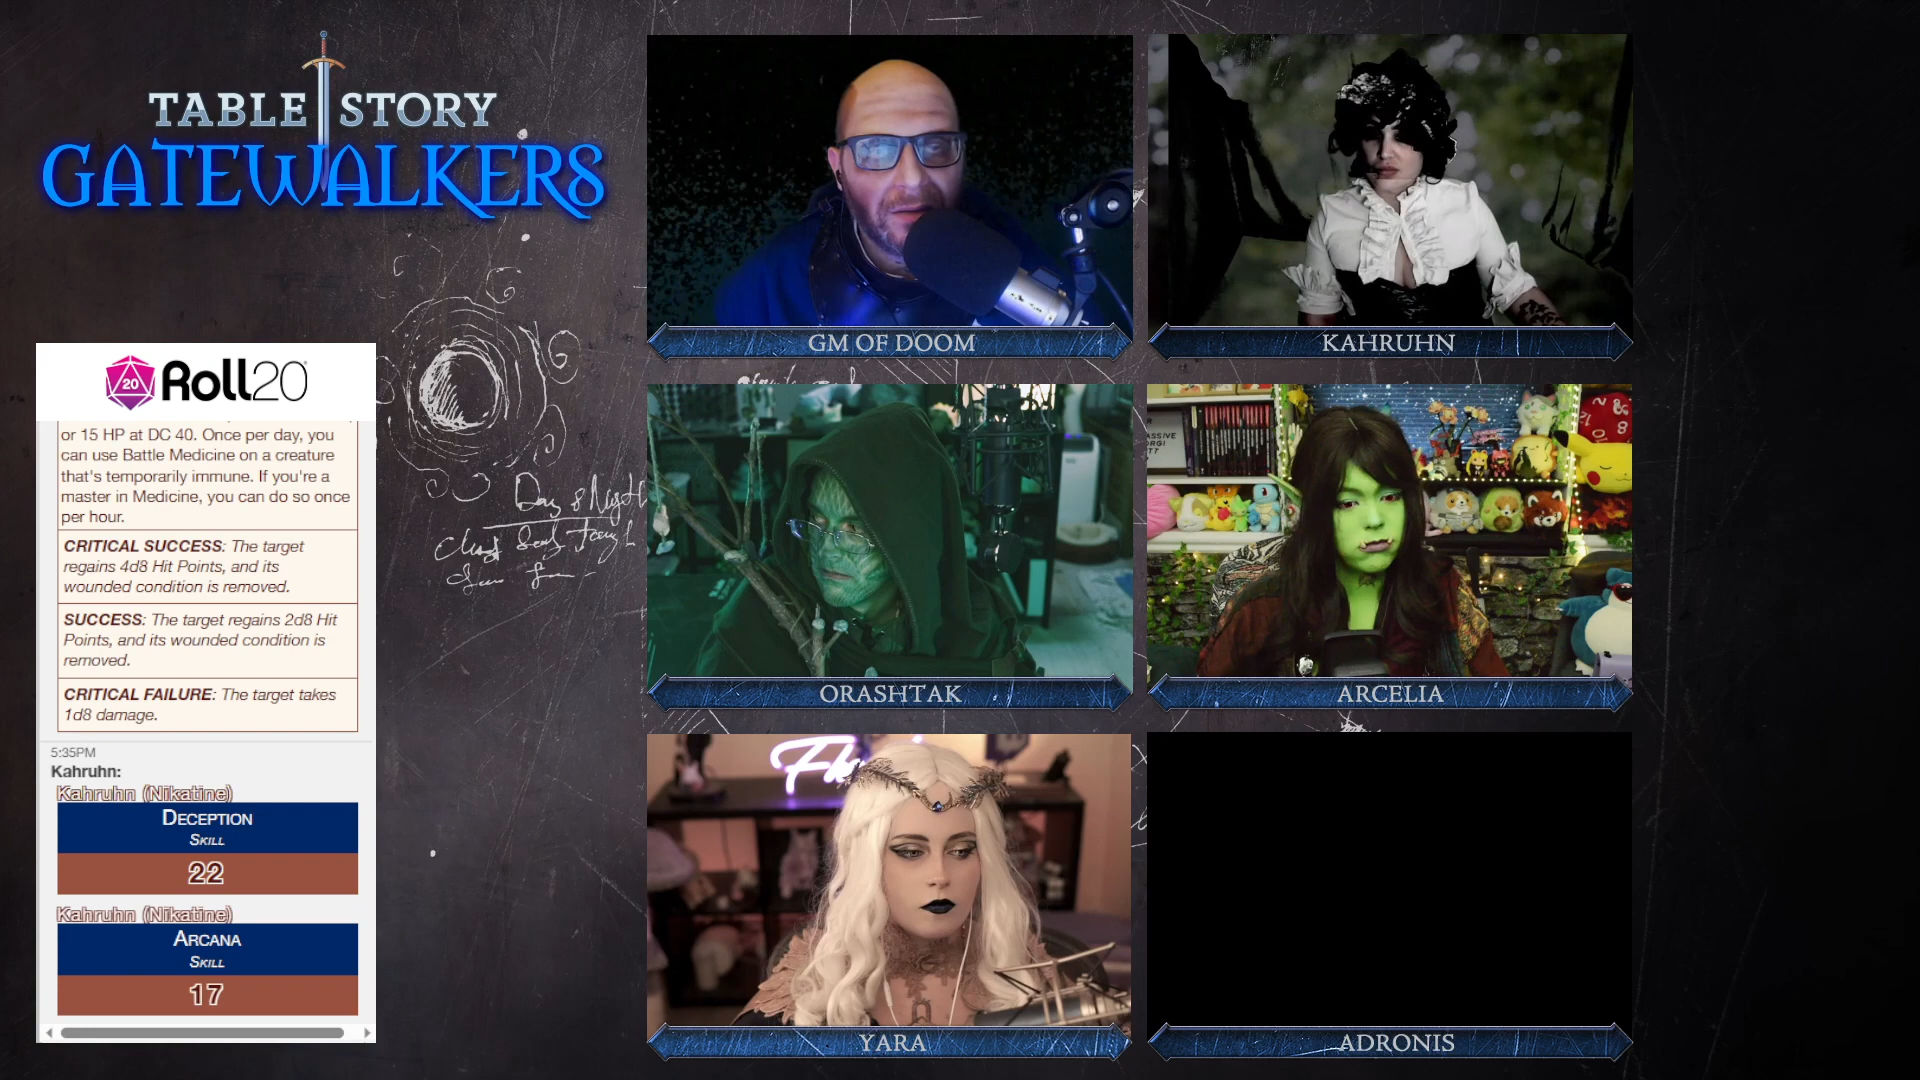 TABLE STORY
GATEWALKERS
Roll20
20
or 15 HP at DC 40. Once per day, you
can use Battle Medicine on a creature
that's temporarily immune. If you're a
master in Medicine, you can do so once
per hour.
CRITICAL SUCCESS: The target
regains 4d8 Hit Points, and its
wounded condition is removed.
SUCCESS: The target regains 2d8 Hit
Points, and its wounded condition is
removed.
CRITICAL FAILURE: The target takes
1d8 damage.
5:35PM
Kahruhn:
Kahruhn (Nikatine)
DECEPTION
SKILL
22
Kahruhn (Nikatine)
ARCANA
SKILL
17
Day & Night
GM OF DOOM
KAHRUHN
ORASHTAK
ARCELIA
YARA
ADRONIS